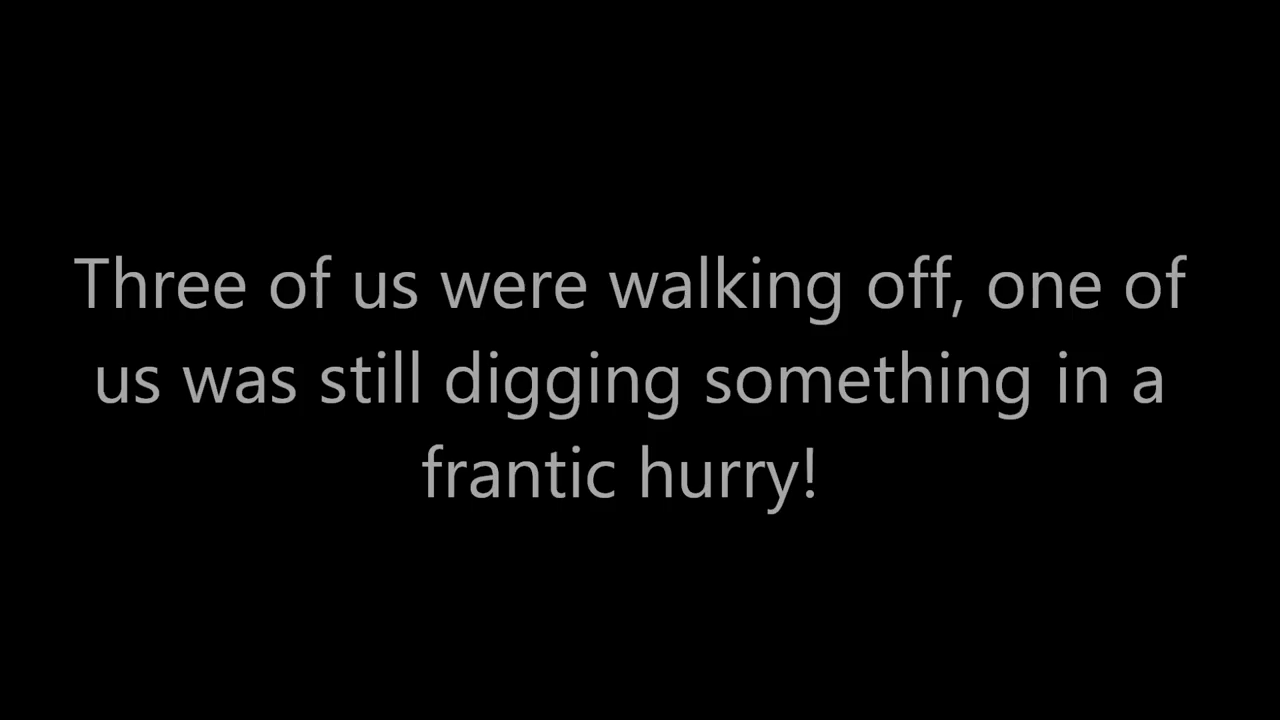 Three of us were walking off, one of
us was still digging something in a
frantic hurry!